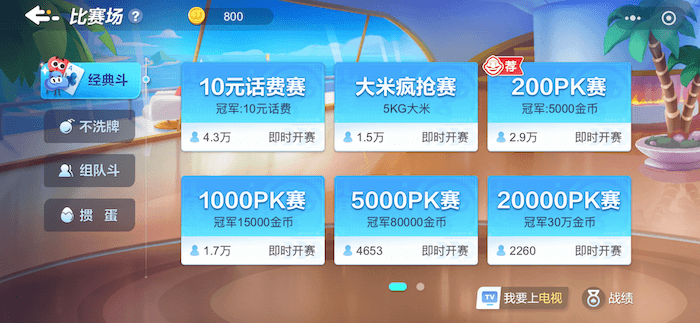 比赛场 ?
800
经典斗
不洗牌
组队斗
掼 蛋
10元话费赛
冠军:10元话费
4.3万 即时开赛
大米疯抢赛
5KG大米
1.5万 即时开赛
荐
200PK赛
冠军:5000金币
2.9万 即时开赛
1000PK赛
冠军15000金币
1.7万 即时开赛
5000PK赛
冠军80000金币
4653 即时开赛
20000PK赛
冠军30万金币
2260 即时开赛
TV 我要上电视
战绩